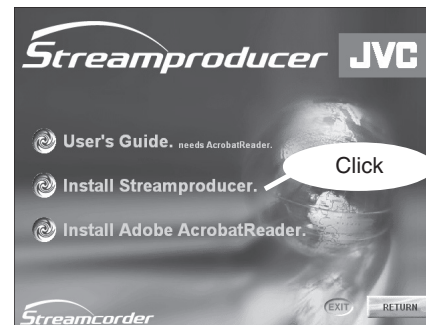 Streamproducer JVC
User's Guide. needs AcrobatReader.
Click
Install Streamproducer.
Install Adobe AcrobatReader.
Streamcorder
EXIT RETURN